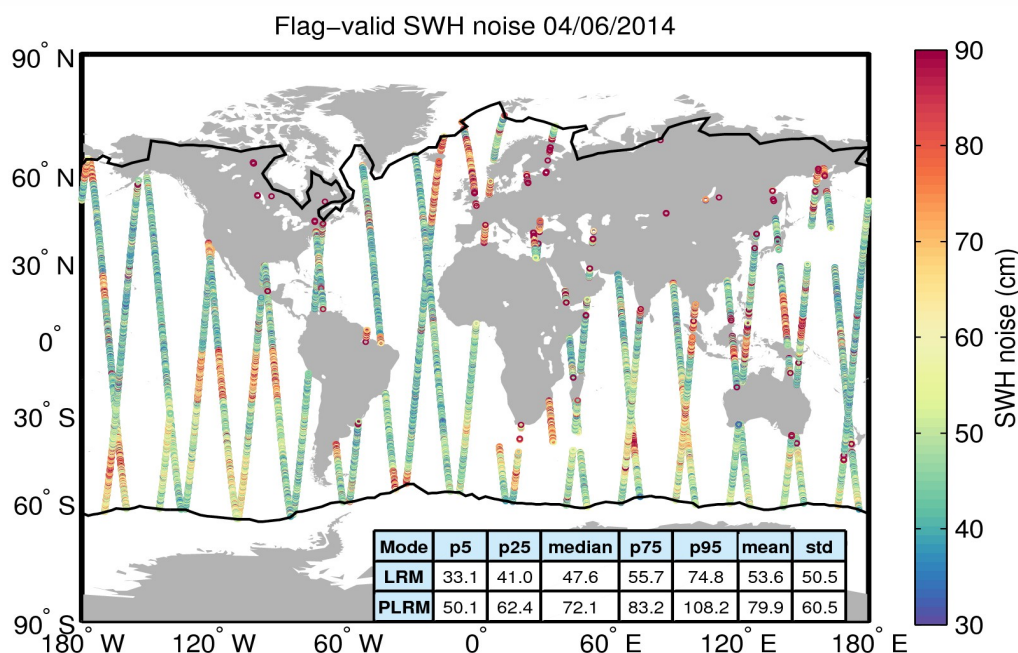 Flag−valid SWH noise 04/06/2014
90° N
60° N
30° N
0°
30° S
60° S
90° S
180° W
120° W
60° W
0°
60° E
120° E
180° E
Mode p5 p25 median p75 p95 mean std
LRM 33.1 41.0 47.6 55.7 74.8 53.6 50.5
PLRM 50.1 62.4 72.1 83.2 108.2 79.9 60.5
90
80
70
60
50
40
30
SWH noise (cm)